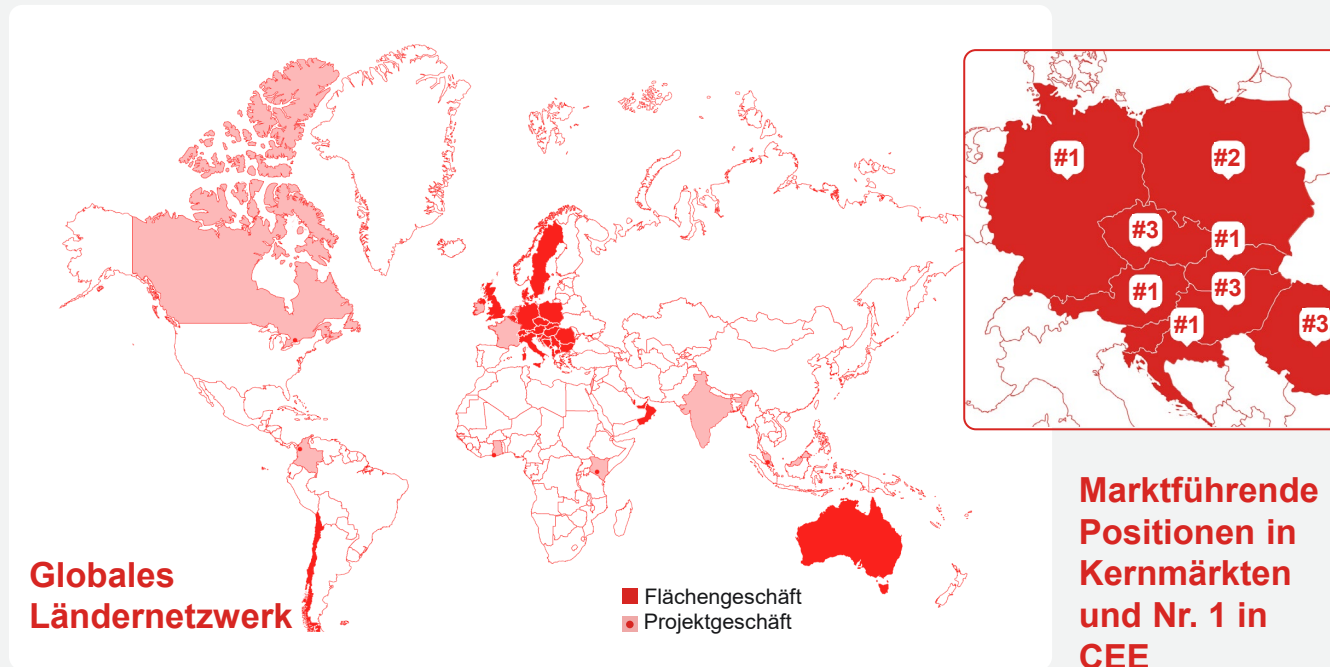 #1
#2
#3
#1
#1
#3
#1
#3
Globales
Ländernetzwerk
Flächengeschäft
Projektgeschäft
Marktführende
Positionen in
Kernmärkten
und Nr. 1 in
CEE